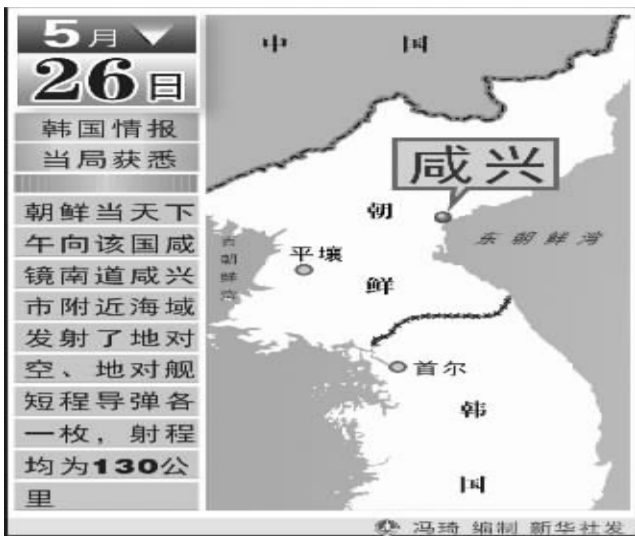 5月
26日
韩国情报
当局获悉
朝鲜当天下
午向该国咸
镜南道咸兴
市附近海域
发射了地对
空、地对舰
短程导弹各
一枚，射程
均为130公
里
中国
咸兴
朝
鲜
东朝鲜湾
西朝鲜湾
平壤
首尔
韩
国
冯琦 编制 新华社发